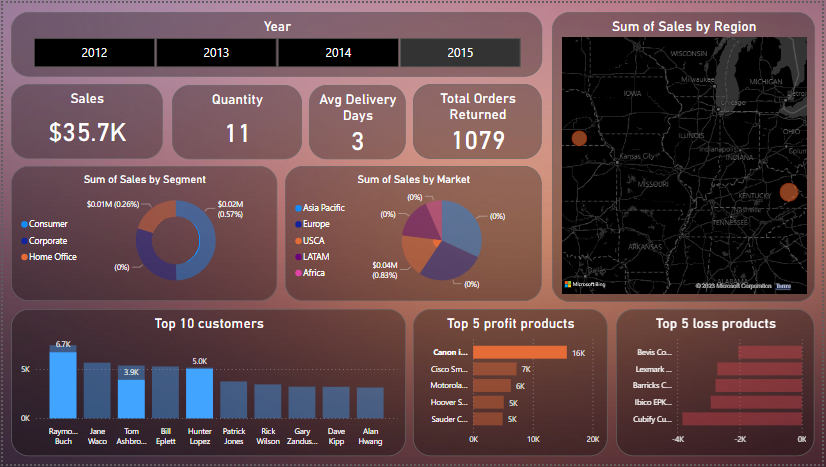 Year
2012
2013
2014
2015
Sum of Sales by Region
WISCONSIN
Milwaukee
MICHIGAN
Detroi
Chicago
IOWA
OHIO
ILLINOIS
Indianapolis
INDIANA
Colum
Kansas City
MISSOURI
KENTUCKY
Nashville
TENNESSEE
ARKANSAS
Dallas
ALABAMA
Microsoft Bing
© 2023 Microsoft Corporation
Terms
Sales
$35.7K
Quantity
11
Avg Delivery
Days
3
Total Orders
Returned
1079
Sum of Sales by Segment
Consumer
Corporate
Home Office
$0.01M (0.26%)
$0.02M
(0.57%)
(0%)
Sum of Sales by Market
Asia Pacific
Europe
USCA
LATAM
Africa
(0%)
(0%)
(0%)
$0.04M
(0.83%)
(0%)
Top 10 customers
5K
0K
6.7K
3.9K
5.0K
Raymo...
Buch
Jane
Waco
Tom
Ashbro...
Bill
Eplett
Hunter
Lopez
Patrick
Jones
Rick
Wilson
Gary
Zandus...
Dave
Kipp
Alan
Hwang
Top 5 profit products
Canon i...
16K
Cisco Sm...
7K
Motorola...
6K
Hoover S...
5K
Sauder C...
5K
0K
10K
20K
Top 5 loss products
Bevis Co...
Lexmark ...
Barricks C...
Ibico EPK...
Cubify Cu...
-4K
-2K
0K